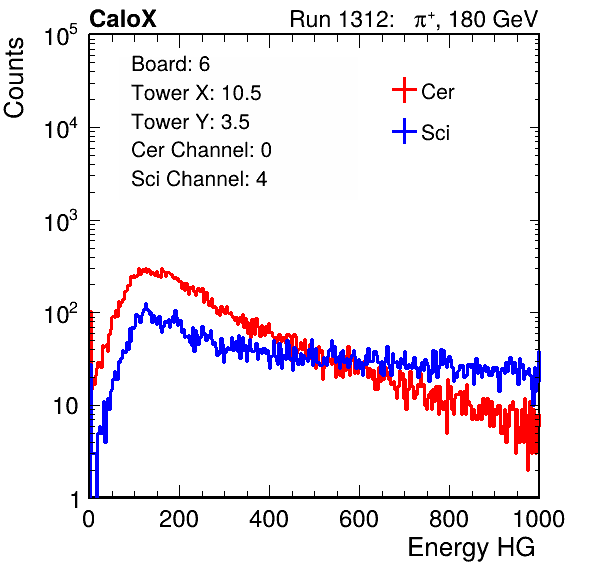 CaloX
Run 1312: π⁺, 180 GeV
Counts
10⁵
10⁴
10³
10²
10
1
Board: 6
Tower X: 10.5
Tower Y: 3.5
Cer Channel: 0
Sci Channel: 4
Cer
Sci
0 200 400 600 800 1000
Energy HG